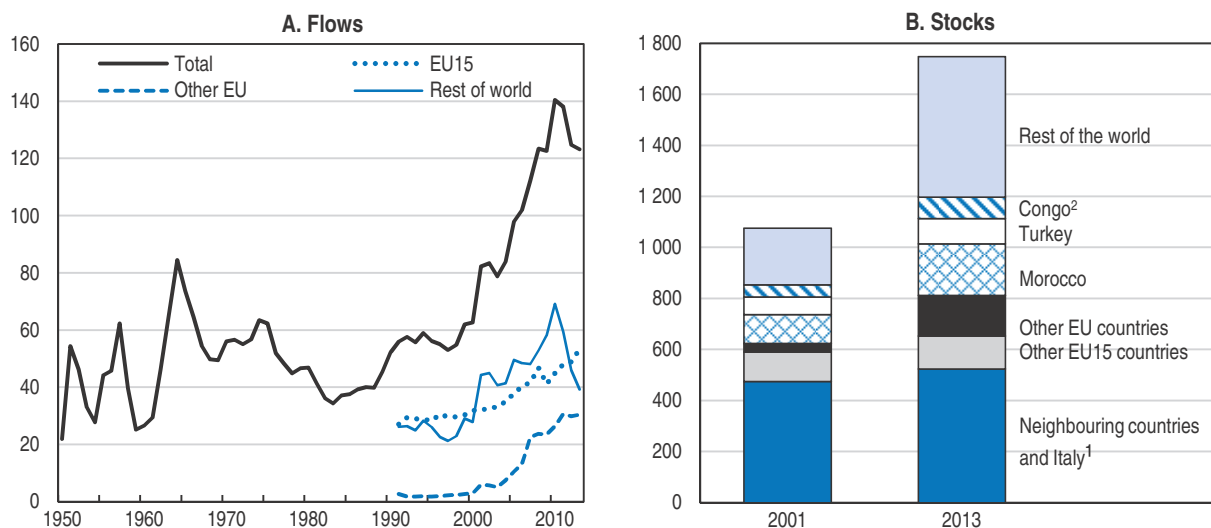 A. Flows
160
140
120
100
80
60
40
20
0
Total
EU15
Other EU
Rest of world
1950
1960
1970
1980
1990
2000
2010
B. Stocks
1 800
1 600
1 400
1 200
1 000
800
600
400
200
0
Rest of the world
Congo²
Turkey
Morocco
Other EU countries
Other EU15 countries
Neighbouring countries
and Italy¹
2001
2013